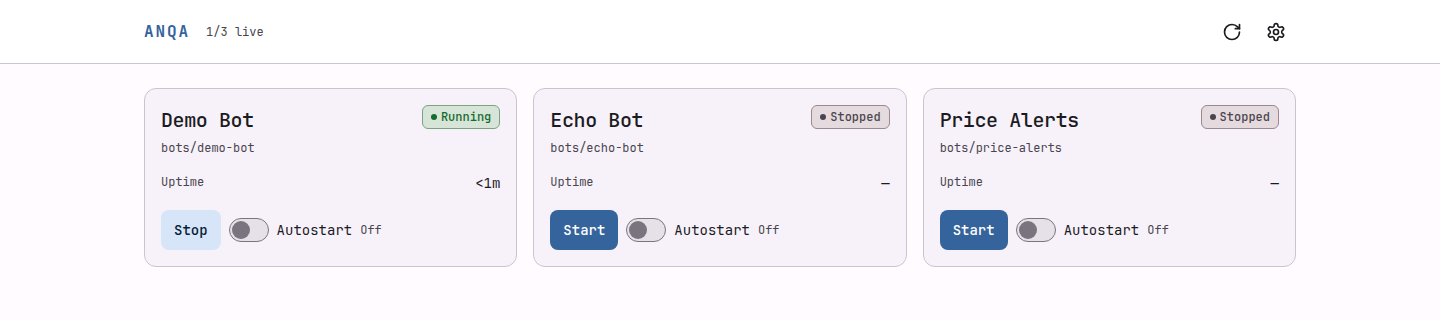 ANQA 1/3 live
Demo Bot Running
bots/demo-bot
Uptime <1m
Stop Autostart Off
Echo Bot Stopped
bots/echo-bot
Uptime —
Start Autostart Off
Price Alerts Stopped
bots/price-alerts
Uptime —
Start Autostart Off